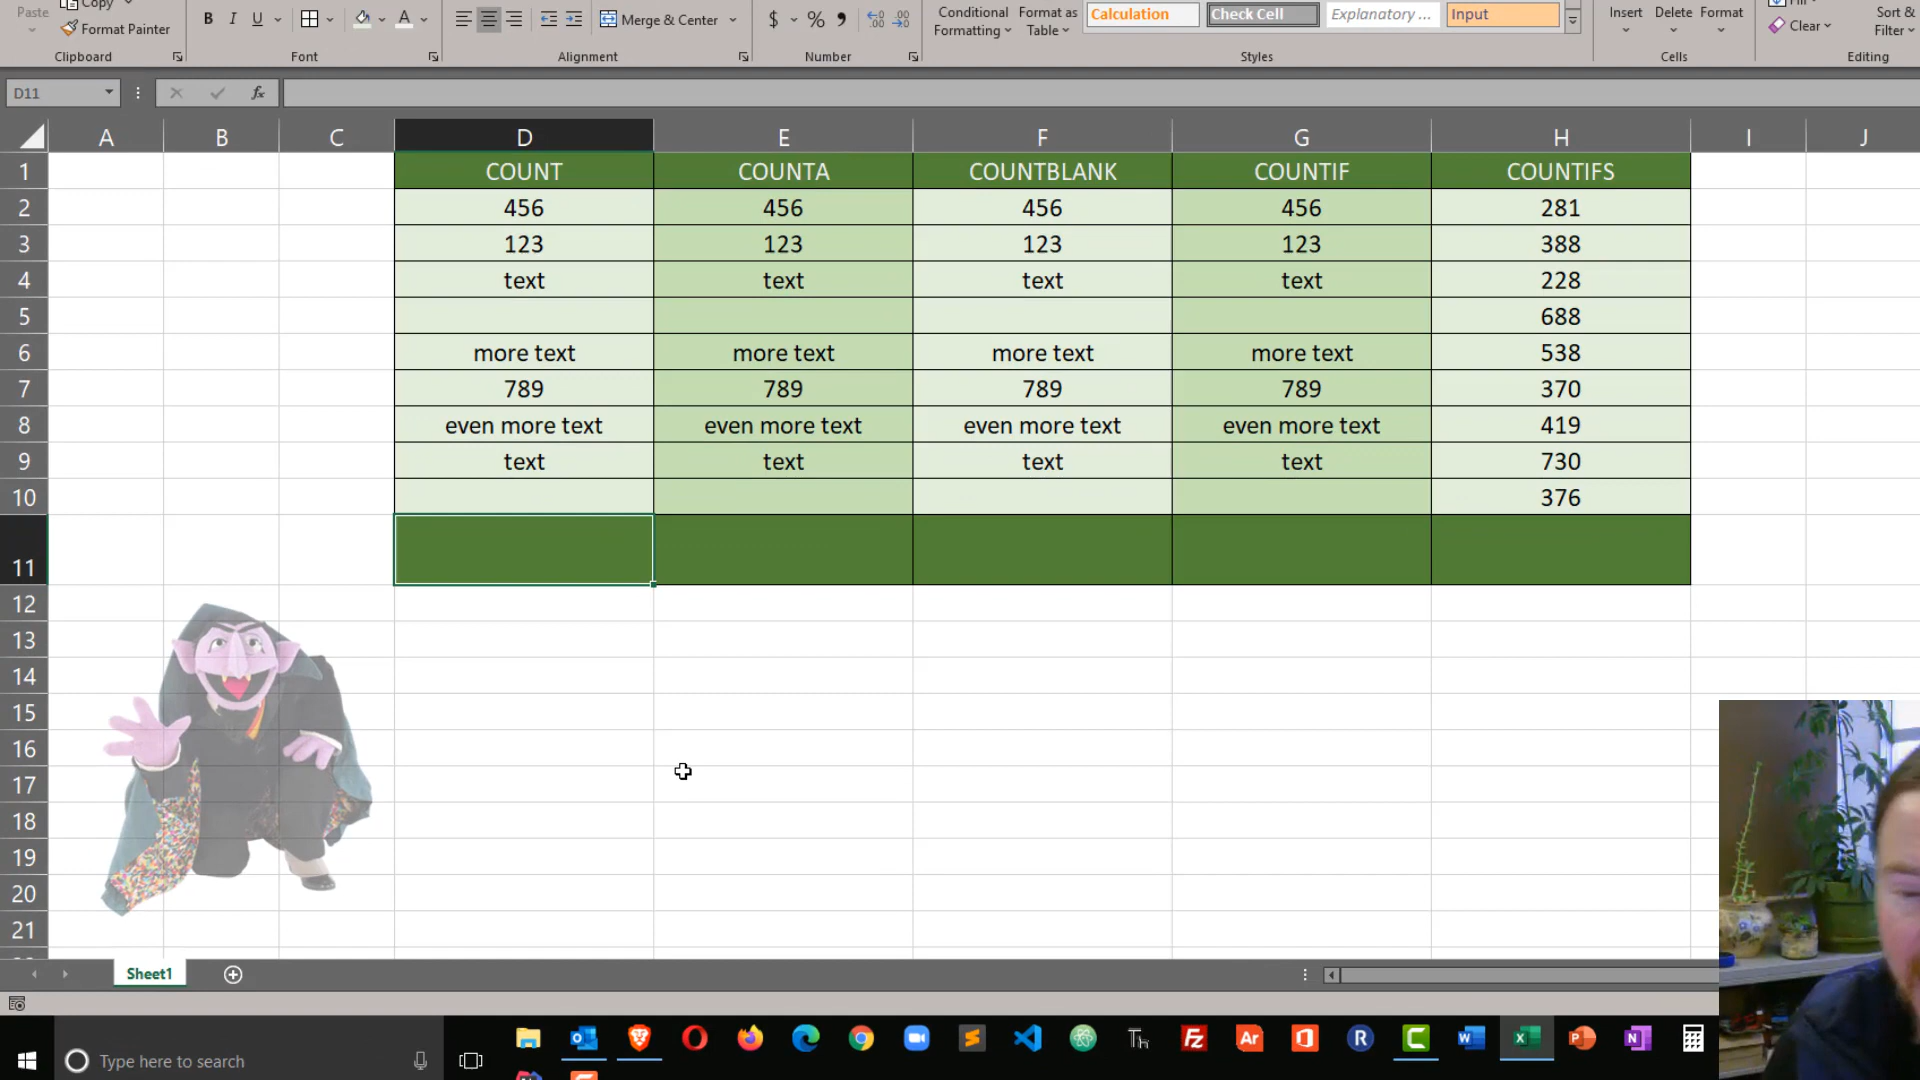 Paste
Copy
Format Painter
Clipboard
B I U
A
Font
Merge & Center
Alignment
$ % ,
Number
Conditional
Formatting
Format as
Table
Calculation
Check Cell
Explanatory ...
Input
Styles
Insert
Delete
Format
Cells
Fill
Clear
Sort &
Filter
Editing
D11
fx
A B C D E F G H I J
1 COUNT COUNTA COUNTBLANK COUNTIF COUNTIFS
2 456 456 456 456 281
3 123 123 123 123 388
4 text text text text 228
5 688
6 more text more text more text more text 538
7 789 789 789 789 370
8 even more text even more text even more text even more text 419
9 text text text text 730
10 376
11
12
13
14
15
16
17
18
19
20
21
Sheet1
Type here to search
Th
Fz
Ar
R
C
W
X
P
N